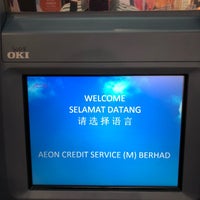 OKI
WELCOME
SELAMAT DATANG
请选择语言
AEON CREDIT SERVICE (M) BERHAD